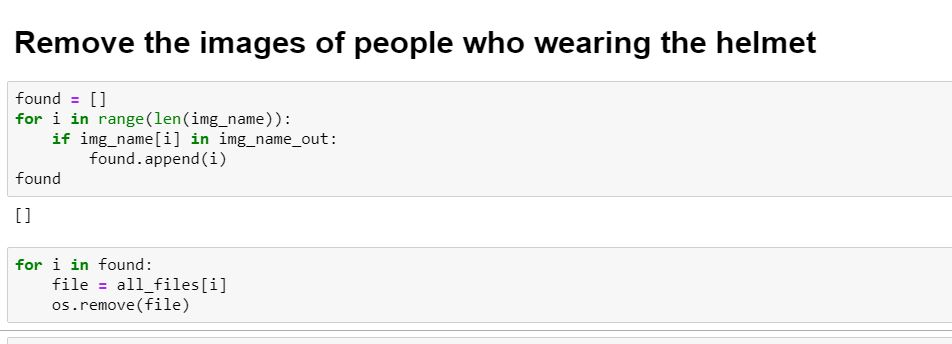 Remove the images of people who wearing the helmet
found = []
for i in range(len(img_name)):
    if img_name[i] in img_name_out:
        found.append(i)
found
[]
for i in found:
    file = all_files[i]
    os.remove(file)